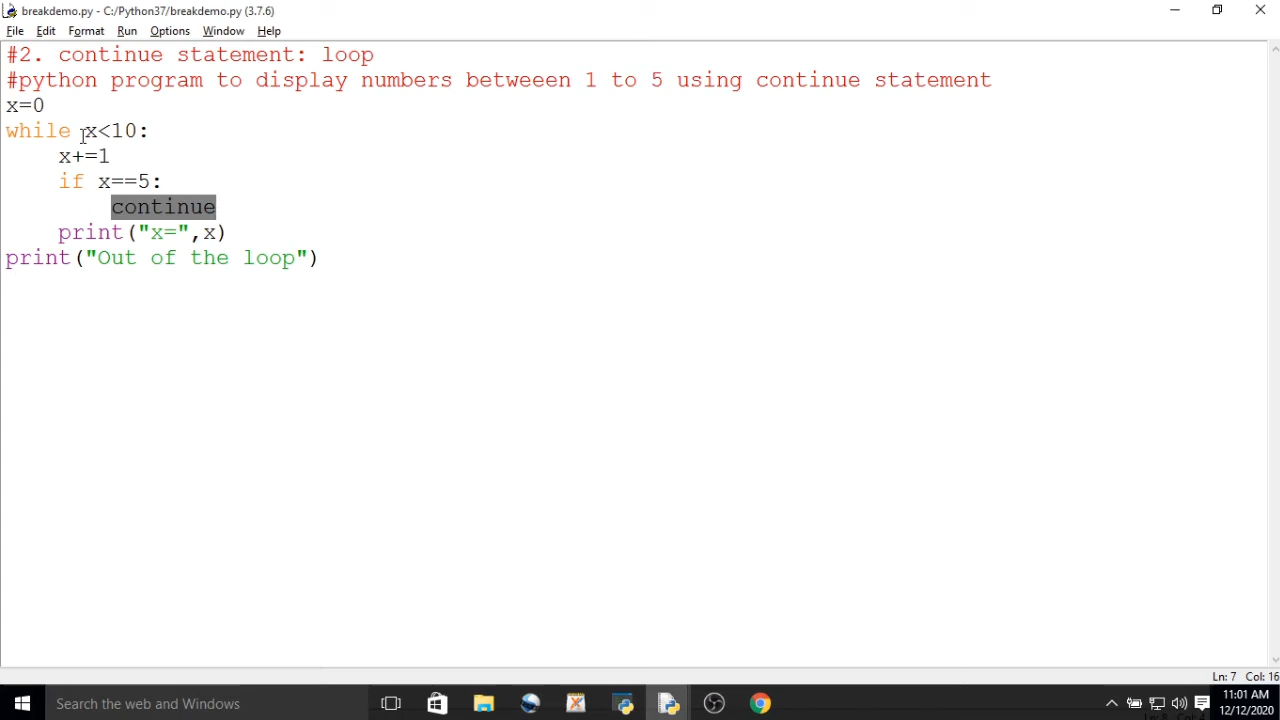 breakdemo.py - C:/Python37/breakdemo.py (3.7.6)
File Edit Format Run Options Window Help
#2. continue statement: loop
#python program to display numbers betweeen 1 to 5 using continue statement
x=0
while x<10:
    x+=1
    if x==5:
        continue
    print("x=",x)
print("Out of the loop")
Ln: 7 Col: 16
Search the web and Windows
11:01 AM
12/12/2020